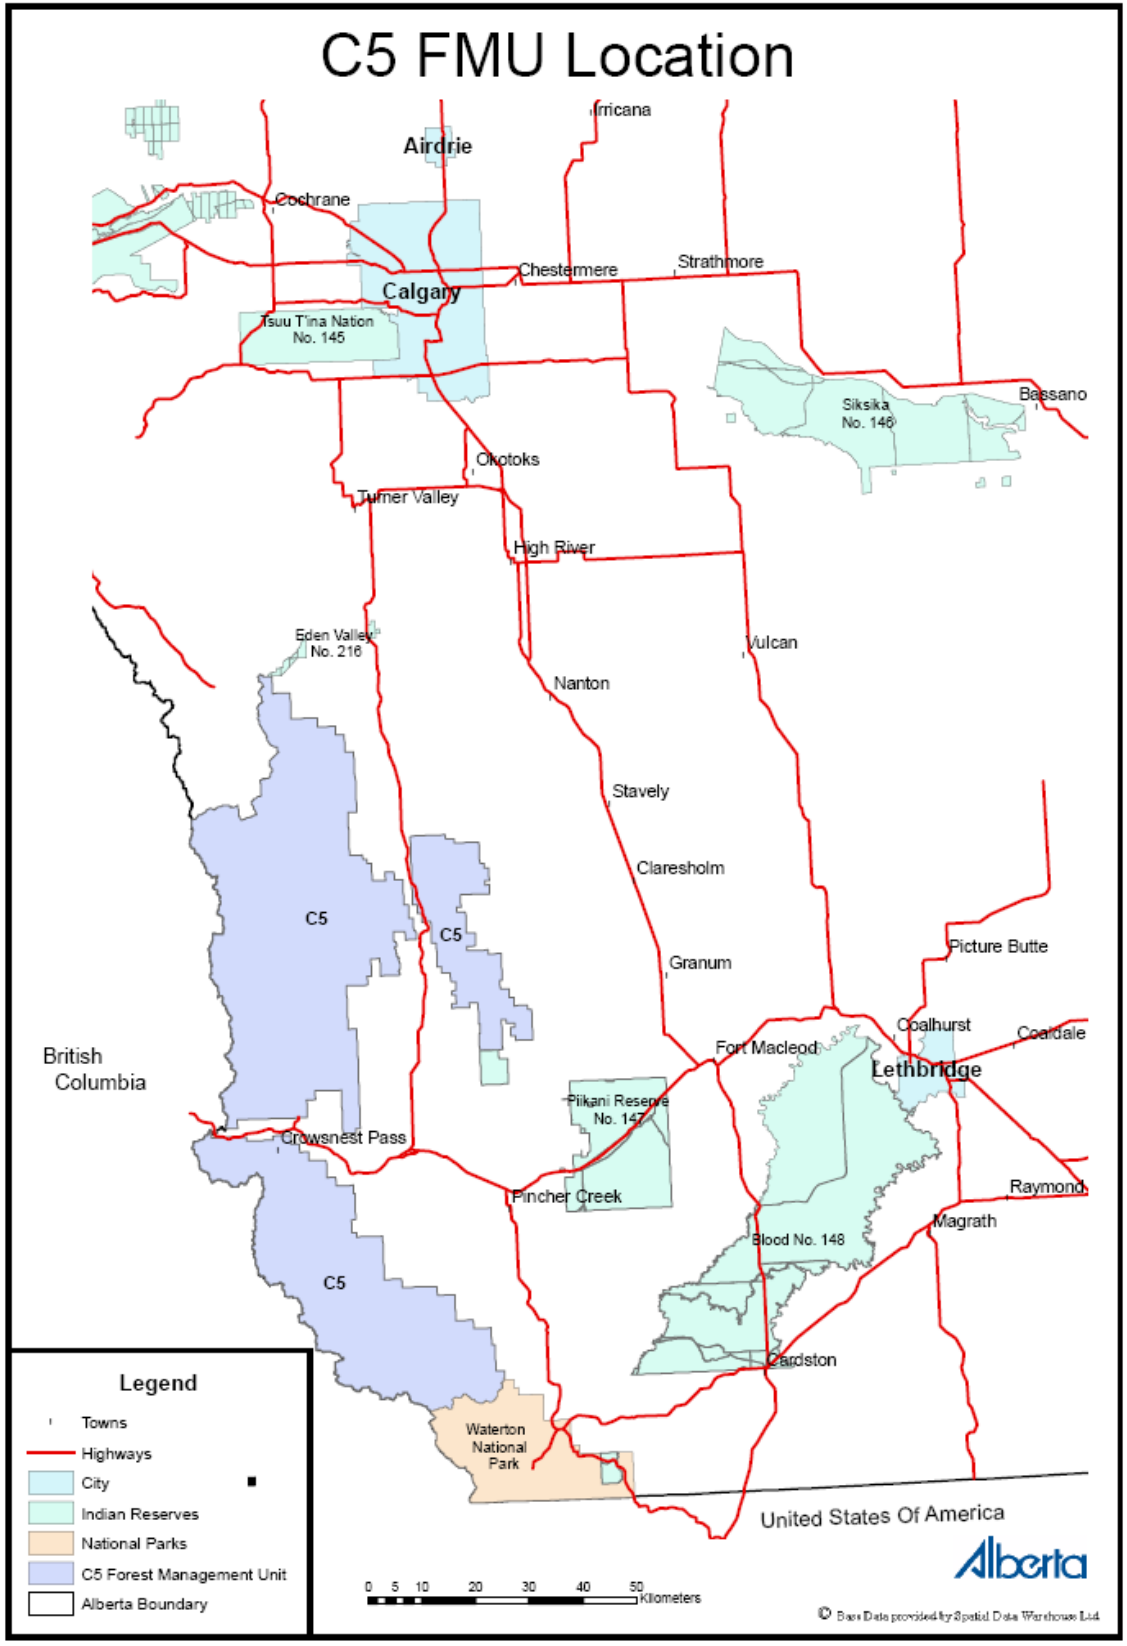 C5 FMU Location
Irricana
Airdrie
Cochrane
Chestermere
Strathmore
Calgary
Tsuu T'ina Nation
No. 145
Siksika
No. 146
Bassano
Okotoks
Turner Valley
High River
Eden Valley
No. 216
Vulcan
Nanton
Stavely
Claresholm
C5
C5
Granum
Picture Butte
Coalhurst
Coaldale
British
Columbia
Fort Macleod
Lethbridge
Piikani Reserve
No. 147
Crowsnest Pass
Pincher Creek
Raymond
Magrath
Blood No. 148
C5
Cardston
Waterton
National
Park
United States Of America
Legend
Towns
Highways
City
Indian Reserves
National Parks
C5 Forest Management Unit
Alberta Boundary
0 5 10 20 30 40 50
Kilometers
Alberta
© Base Data provided by Spatial Data Warehouse Ltd.